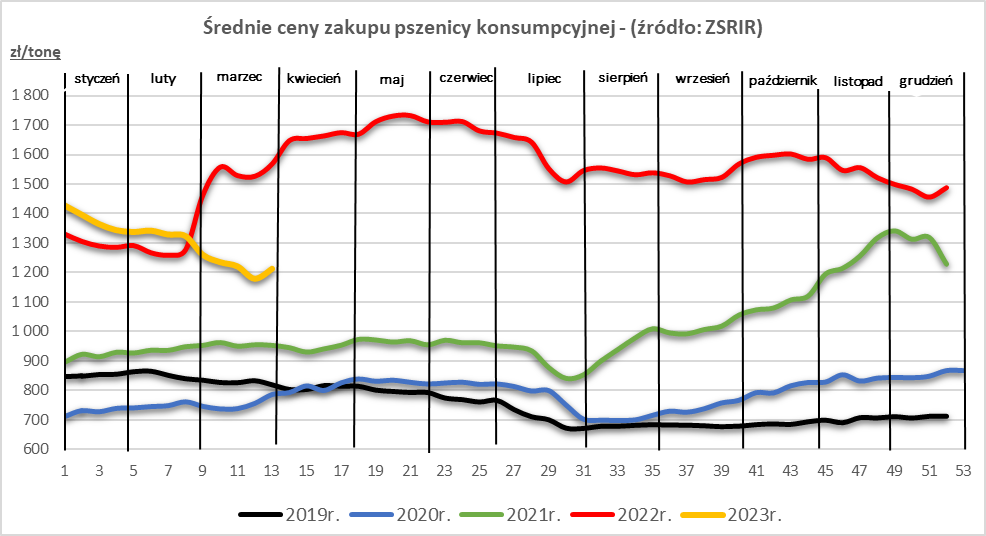 Średnie ceny zakupu pszenicy konsumpcyjnej - (źródło: ZSRIR)
zł/tonę
styczeń luty marzec kwiecień maj czerwiec lipiec sierpień wrzesień październik listopad grudzień
1 800
1 700
1 600
1 500
1 400
1 300
1 200
1 100
1 000
900
800
700
600
1 3 5 7 9 11 13 15 17 19 21 23 25 27 29 31 33 35 37 39 41 43 45 47 49 51 53
2019r. 2020r. 2021r. 2022r. 2023r.